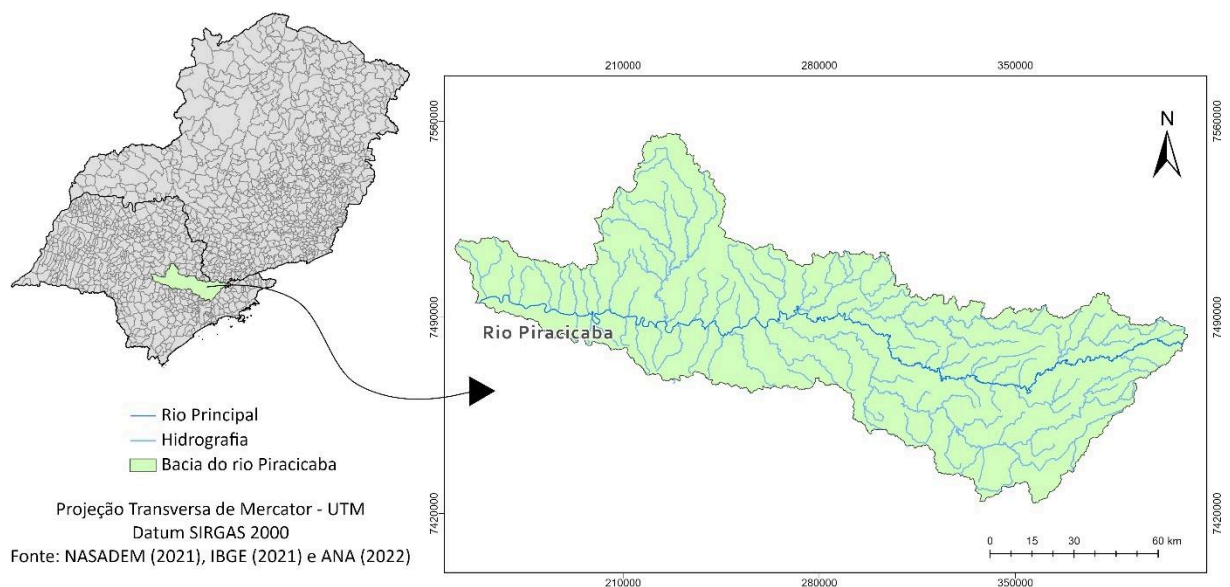 210000 280000 350000
7560000 7560000
N
7490000 7490000
Rio Piracicaba
7420000 7420000
0 15 30 60 km
210000 280000 350000
Rio Principal
Hidrografia
Bacia do rio Piracicaba
Projeção Transversa de Mercator - UTM
Datum SIRGAS 2000
Fonte: NASADEM (2021), IBGE (2021) e ANA (2022)